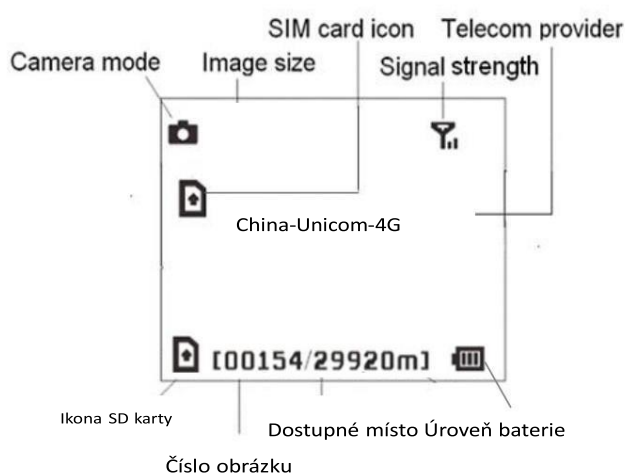 SIM card icon Telecom provider
Camera mode Image size Signal strength
China-Unicom-4G
[00154/29920m]
Ikona SD karty
Dostupné místo Úroveň baterie
Číslo obrázku